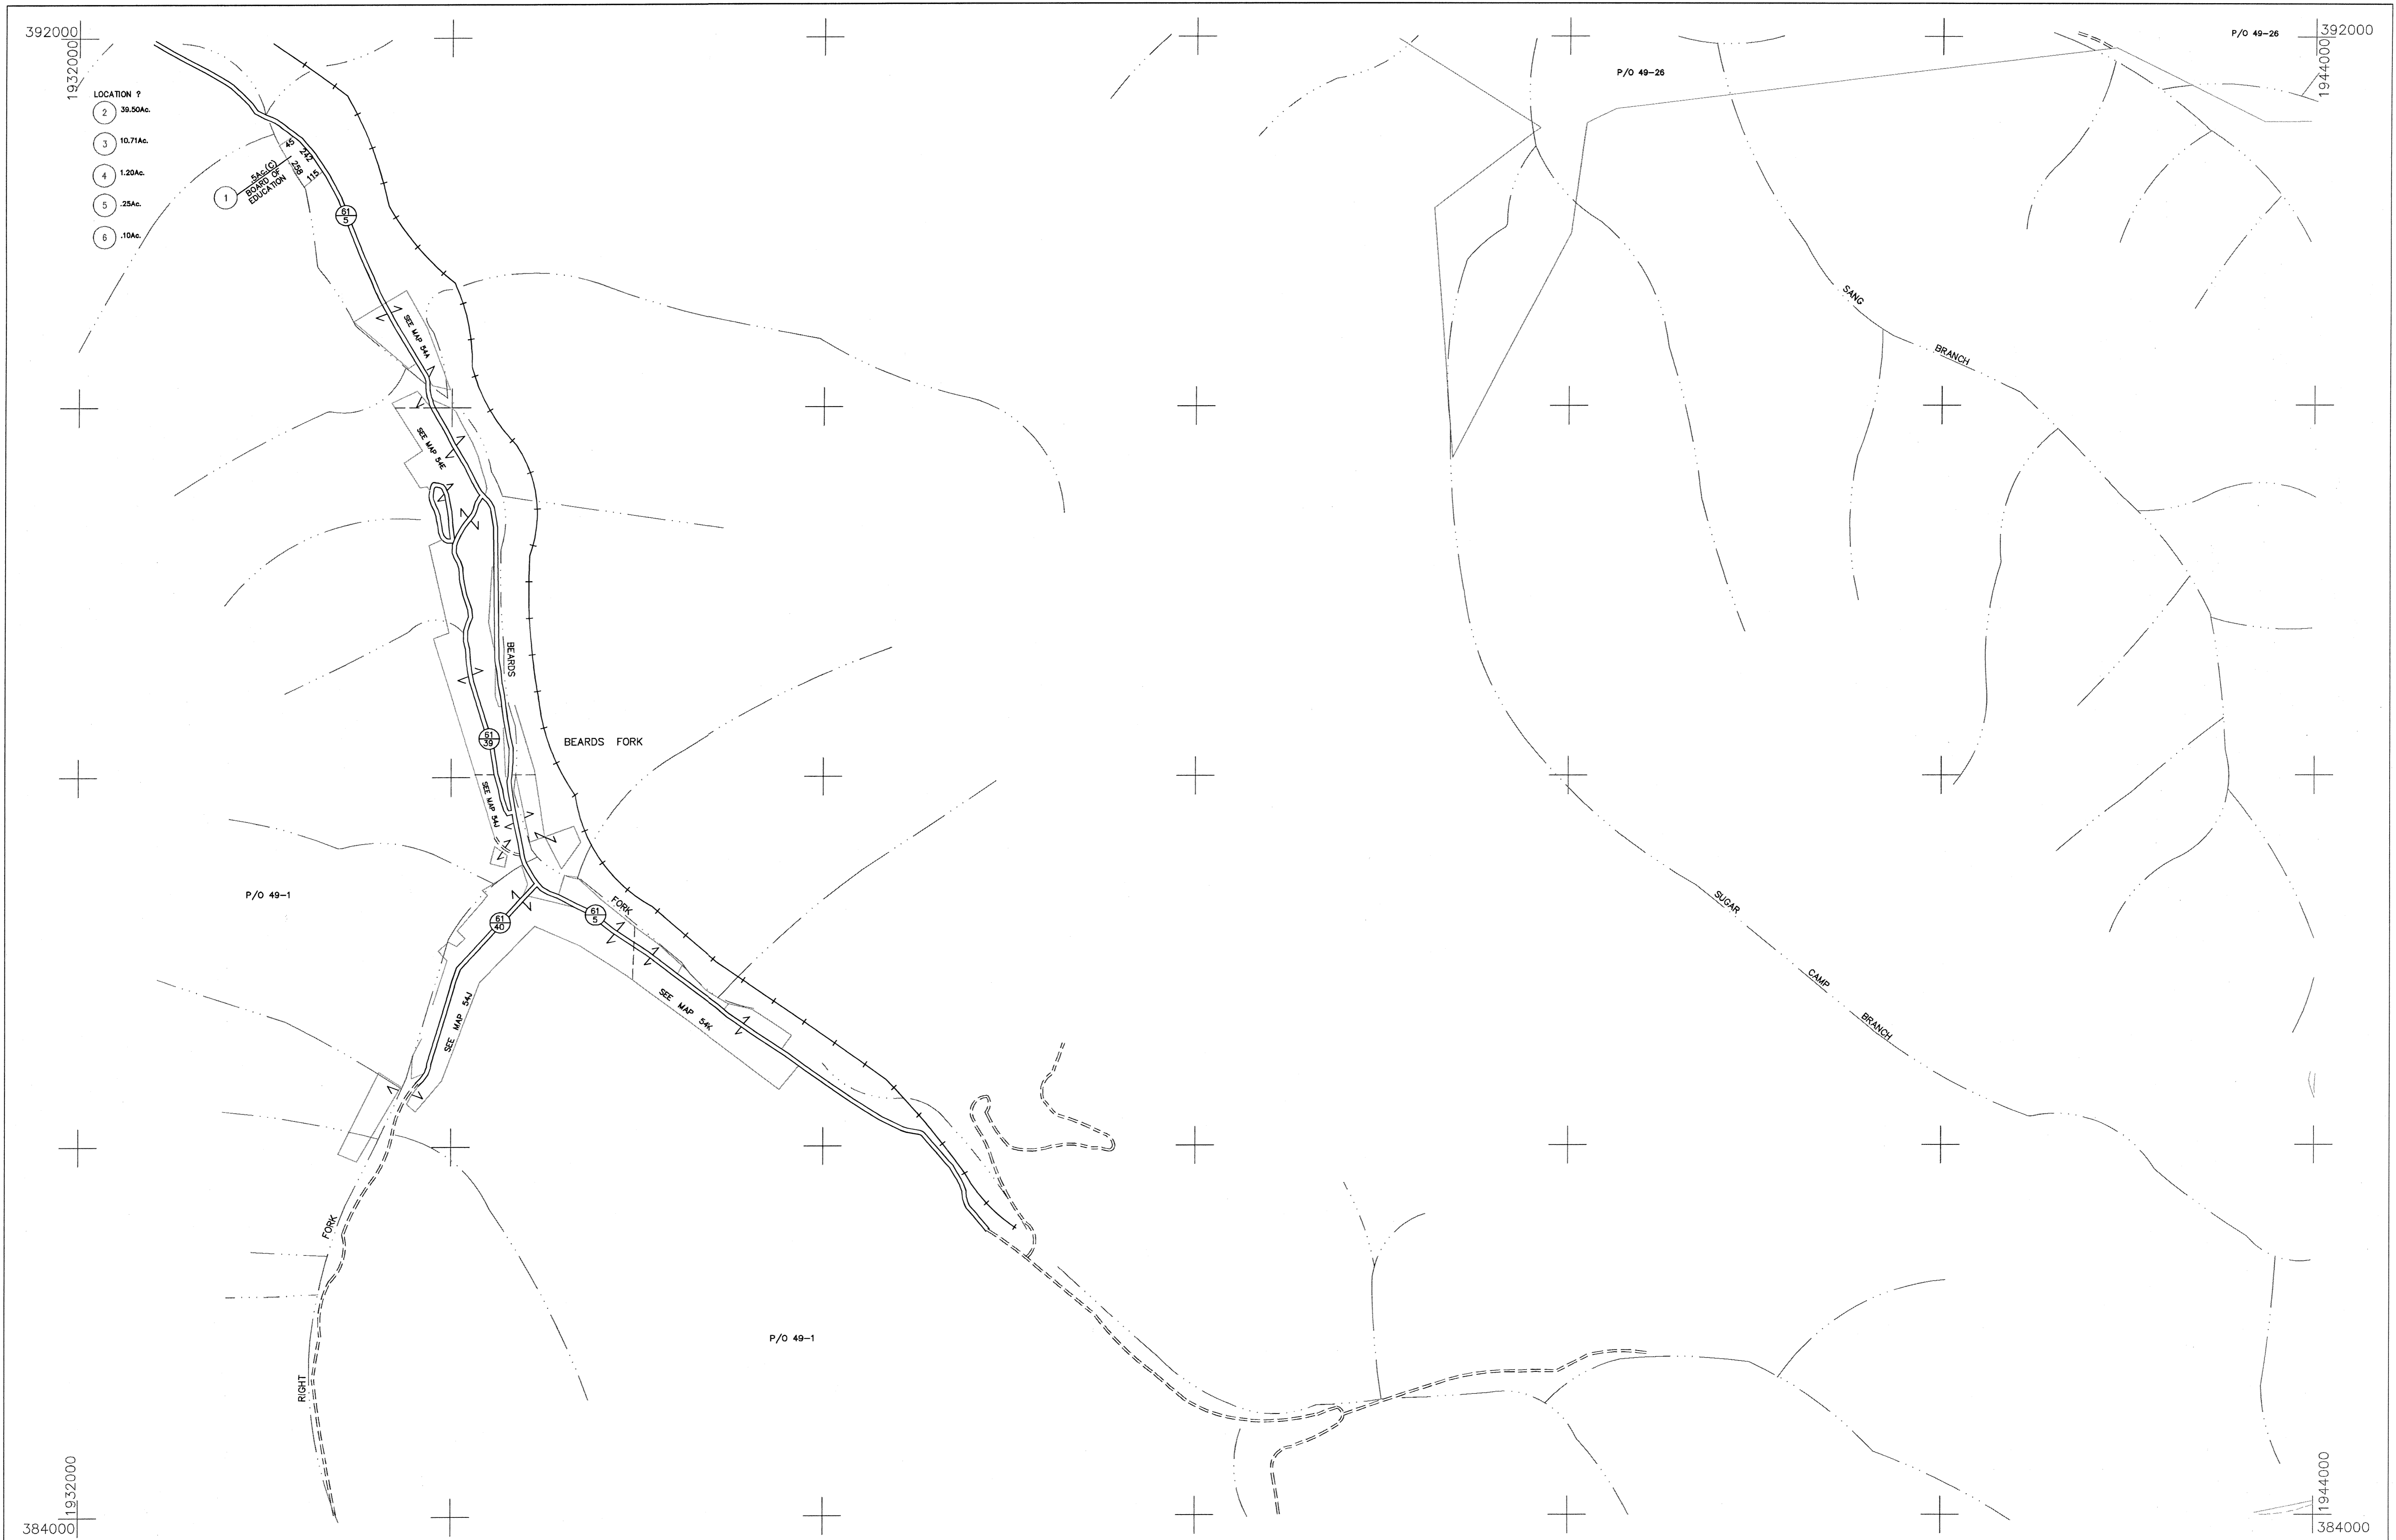 392000
1932000
LOCATION ?
2 39.50Ac.
3 10.71Ac.
4 1.20Ac.
5 .25Ac.
6 .10Ac.
1
.5Ac.(C)
BOARD OF
EDUCATION
45
242
258
115
61
5
P/O 49-26
P/O 49-26
392000
1944000
SEE MAP 54A
SEE MAP 54E
SANG
BRANCH
BEARDS
61
39
BEARDS FORK
SEE MAP 54J
P/O 49-1
61
40
61
5
FORK
SEE MAP 54J
SEE MAP 54K
SUGAR
CAMP
BRANCH
FORK
RIGHT
P/O 49-1
1932000
384000
1944000
384000